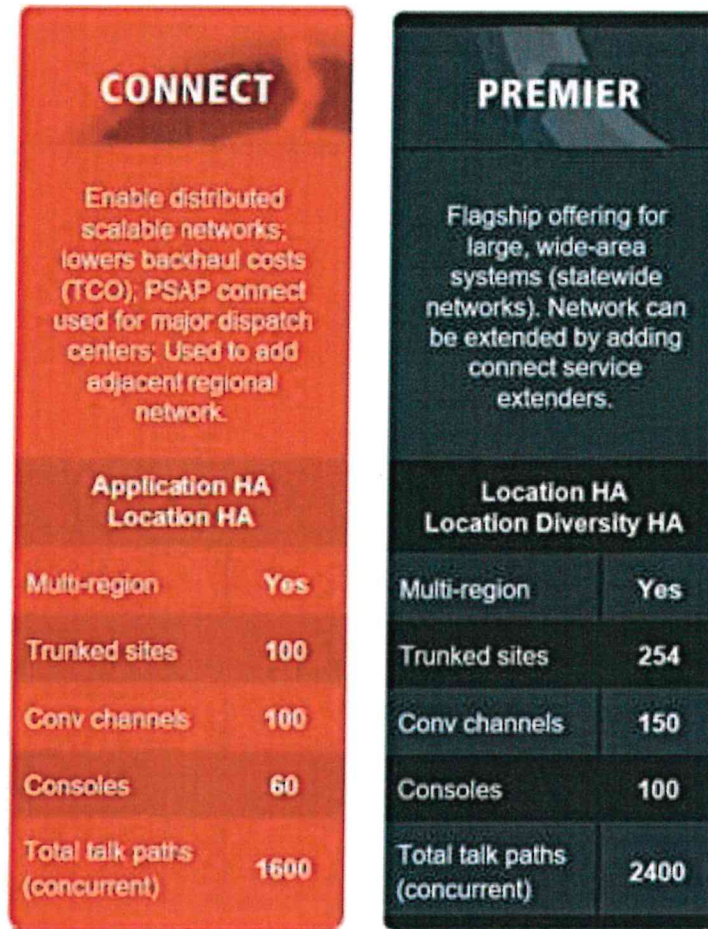 CONNECT
Enable distributed
scalable networks;
lowers backhaul costs
(TCO); PSAP connect
used for major dispatch
centers; Used to add
adjacent regional
network.
Application HA
Location HA
Multi-region Yes
Trunked sites 100
Conv channels 100
Consoles 60
Total talk paths
(concurrent) 1600
PREMIER
Flagship offering for
large, wide-area
systems (statewide
networks). Network can
be extended by adding
connect service
extenders.
Location HA
Location Diversity HA
Multi-region Yes
Trunked sites 254
Conv channels 150
Consoles 100
Total talk paths
(concurrent) 2400